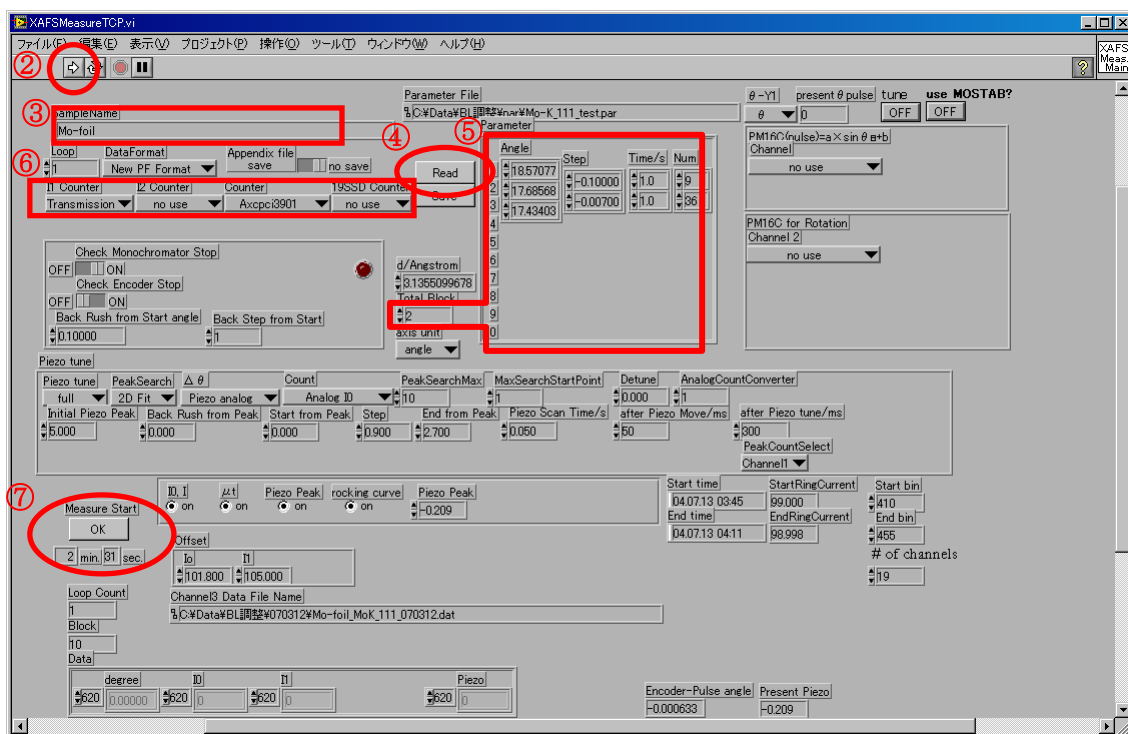 XAFSMeasureTCP.vi
ファイル(F) 編集(E) 表示(V) プロジェクト(P) 操作(O) ツール(T) ウィンドウ(W) ヘルプ(H)
②
XAFS
Meas.
Main
③
SampleName
Mo-foil
Parameter File
C:¥Data¥BL調整¥par¥Mo-K_111_test.par
θ-Y1 present θ pulse tune use MOSTAB?
θ 0 OFF OFF
④
⑤
Parameter
Angle Step Time/s Num
1 18.57077 -0.10000 1.0 9
2 17.68568 -0.00700 1.0 36
3 17.43403
4
5
6
7
8
9
0
PM16C(pulse)=a×sinθB+b
Channel
no use
⑥
Loop DataFormat Appendix file
1 New PF Format save no save
Read
Save
I1 Counter I2 Counter Counter 19SSD Counter
Transmission no use Axcpci3901 no use
PM16C for Rotation
Channel 2
no use
Check Monochromator Stop
OFF ON
Check Encoder Stop
OFF ON
Back Rush from Start angle Back Step from Start
0.10000 1
d/Angstrom
3.1355099678
Total Block
2
axis unit
angle
Piezo tune
Piezo tune PeakSearch Δθ Count PeakSearchMax MaxSearchStartPoint Detune AnalogCountConverter
full 2D Fit Piezo analog Analog I0 10 1 0.000 1
Initial Piezo Peak Back Rush from Peak Start from Peak Step End from Peak Piezo Scan Time/s after Piezo Move/ms after Piezo tune/ms
5.000 0.000 0.000 0.900 2.700 0.050 50 300
PeakCountSelect
Channel1
⑦
Measure Start
OK
2 min. 31 sec.
I0, I μt Piezo Peak rocking curve Piezo Peak
on on on on -0.209
Start time StartRingCurrent Start bin
04.07.13 03:45 99.000 410
End time EndRingCurrent End bin
04.07.13 04:11 98.998 455
# of channels
19
Offset
Io I1
101.800 105.000
Loop Count
1
Channel3 Data File Name
C:¥Data¥BL調整¥070312¥Mo-foil_MoK_111_070312.dat
Block
10
Data
degree I0 I1 Piezo
620 0.00000 620 0 620 0 620 0
Encoder-Pulse angle Present Piezo
-0.000633 -0.209